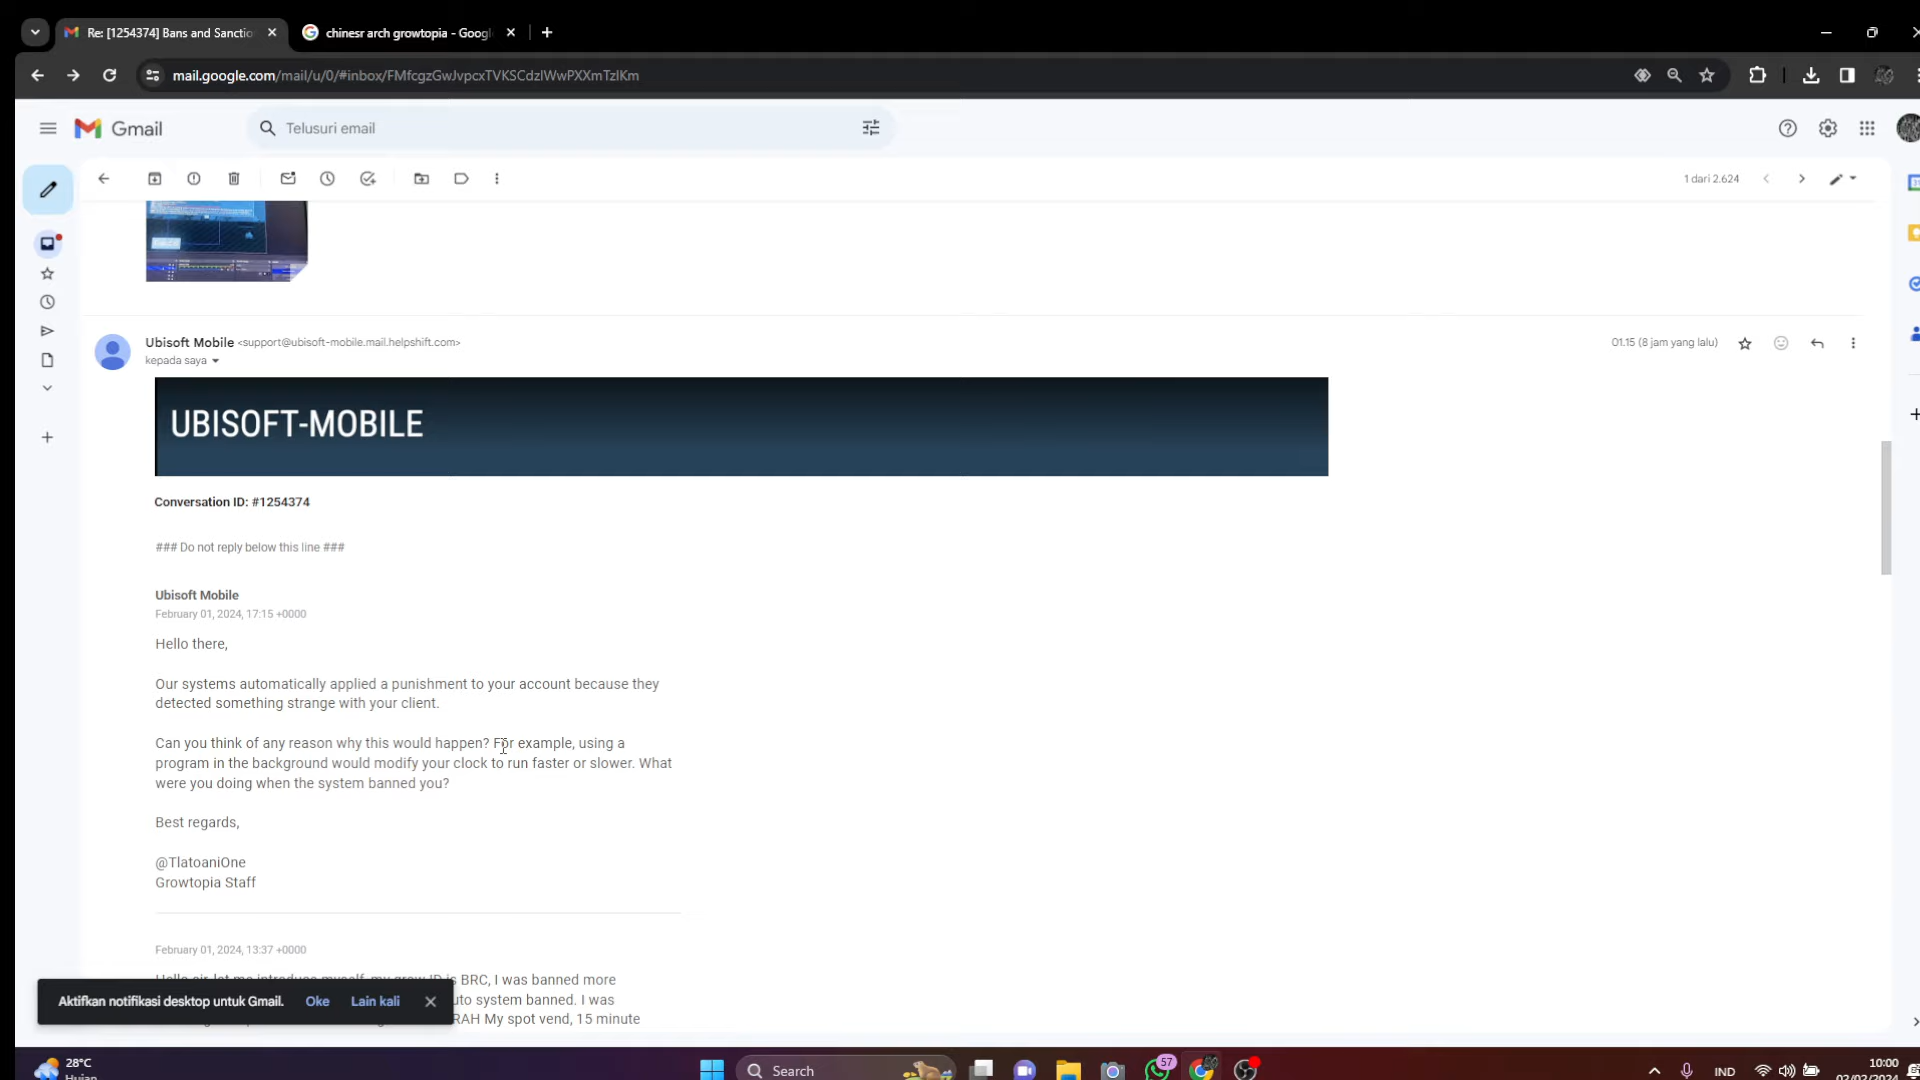 Re: [1254374] Bans and Sanctio
chinesr arch growtopia - Googl
mail.google.com/mail/u/0/#inbox/FMfcgzGwJvpcxTVKSCdzlWwPXXmTzlKm
Gmail
Telusuri email
1 dari 2.624
Ubisoft Mobile <support@ubisoft-mobile.mail.helpshift.com>
01.15 (8 jam yang lalu)
kepada saya
UBISOFT-MOBILE
Conversation ID: #1254374
### Do not reply below this line ###
Ubisoft Mobile
February 01, 2024, 17:15 +0000
Hello there,
Our systems automatically applied a punishment to your account because they
detected something strange with your client.
Can you think of any reason why this would happen? For example, using a
program in the background would modify your clock to run faster or slower. What
were you doing when the system banned you?
Best regards,
@TlatoaniOne
Growtopia Staff
February 01, 2024, 13:37 +0000
BRC, I was banned more
uto system banned. I was
RAH My spot vend, 15 minute
Aktifkan notifikasi desktop untuk Gmail. Oke Lain kali
28°C
Hujan
Search
57
IND
10:00
02/02/2024